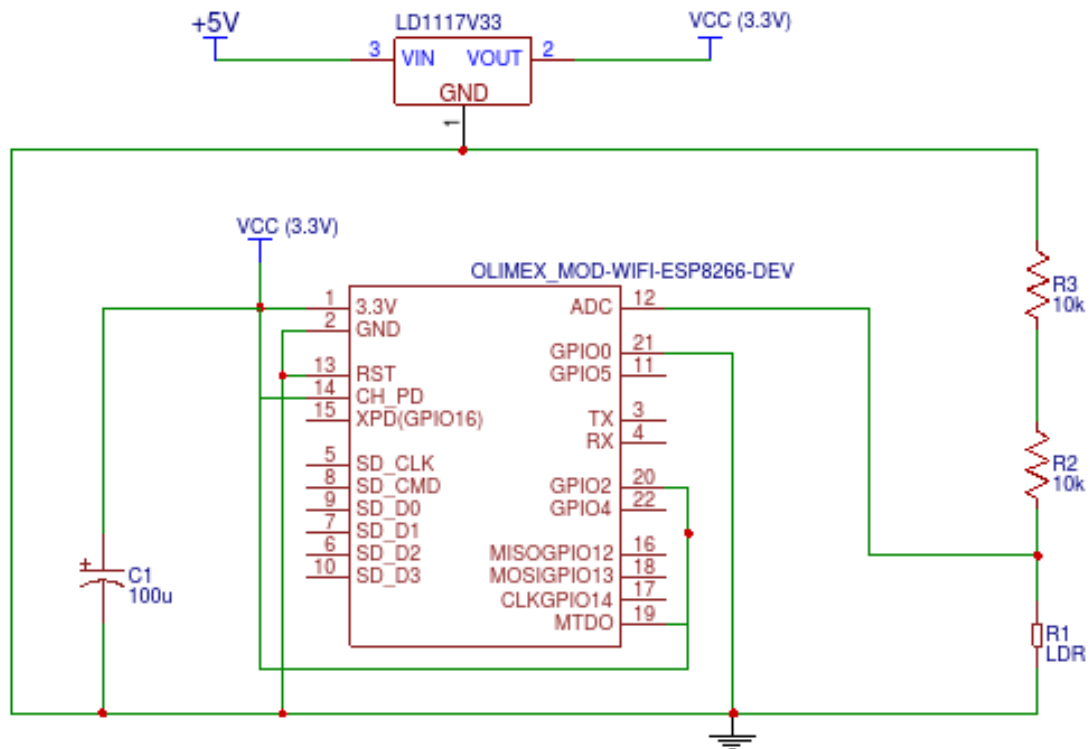 +5V
LD1117V33
VCC (3.3V)
3 VIN VOUT 2
GND
1
VCC (3.3V)
OLIMEX_MOD-WIFI-ESP8266-DEV
1 3.3V
2 GND
13 RST
14 CH_PD
15 XPD(GPIO16)
5 SD_CLK
8 SD_CMD
9 SD_D0
7 SD_D1
6 SD_D2
10 SD_D3
ADC 12
GPIO0 21
GPIO5 11
TX 3
RX 4
GPIO2 20
GPIO4 22
MISOGPIO12 16
MOSIGPIO13 18
CLKGPIO14 17
MTDO 19
R3
10k
R2
10k
+
C1
100u
R1
LDR